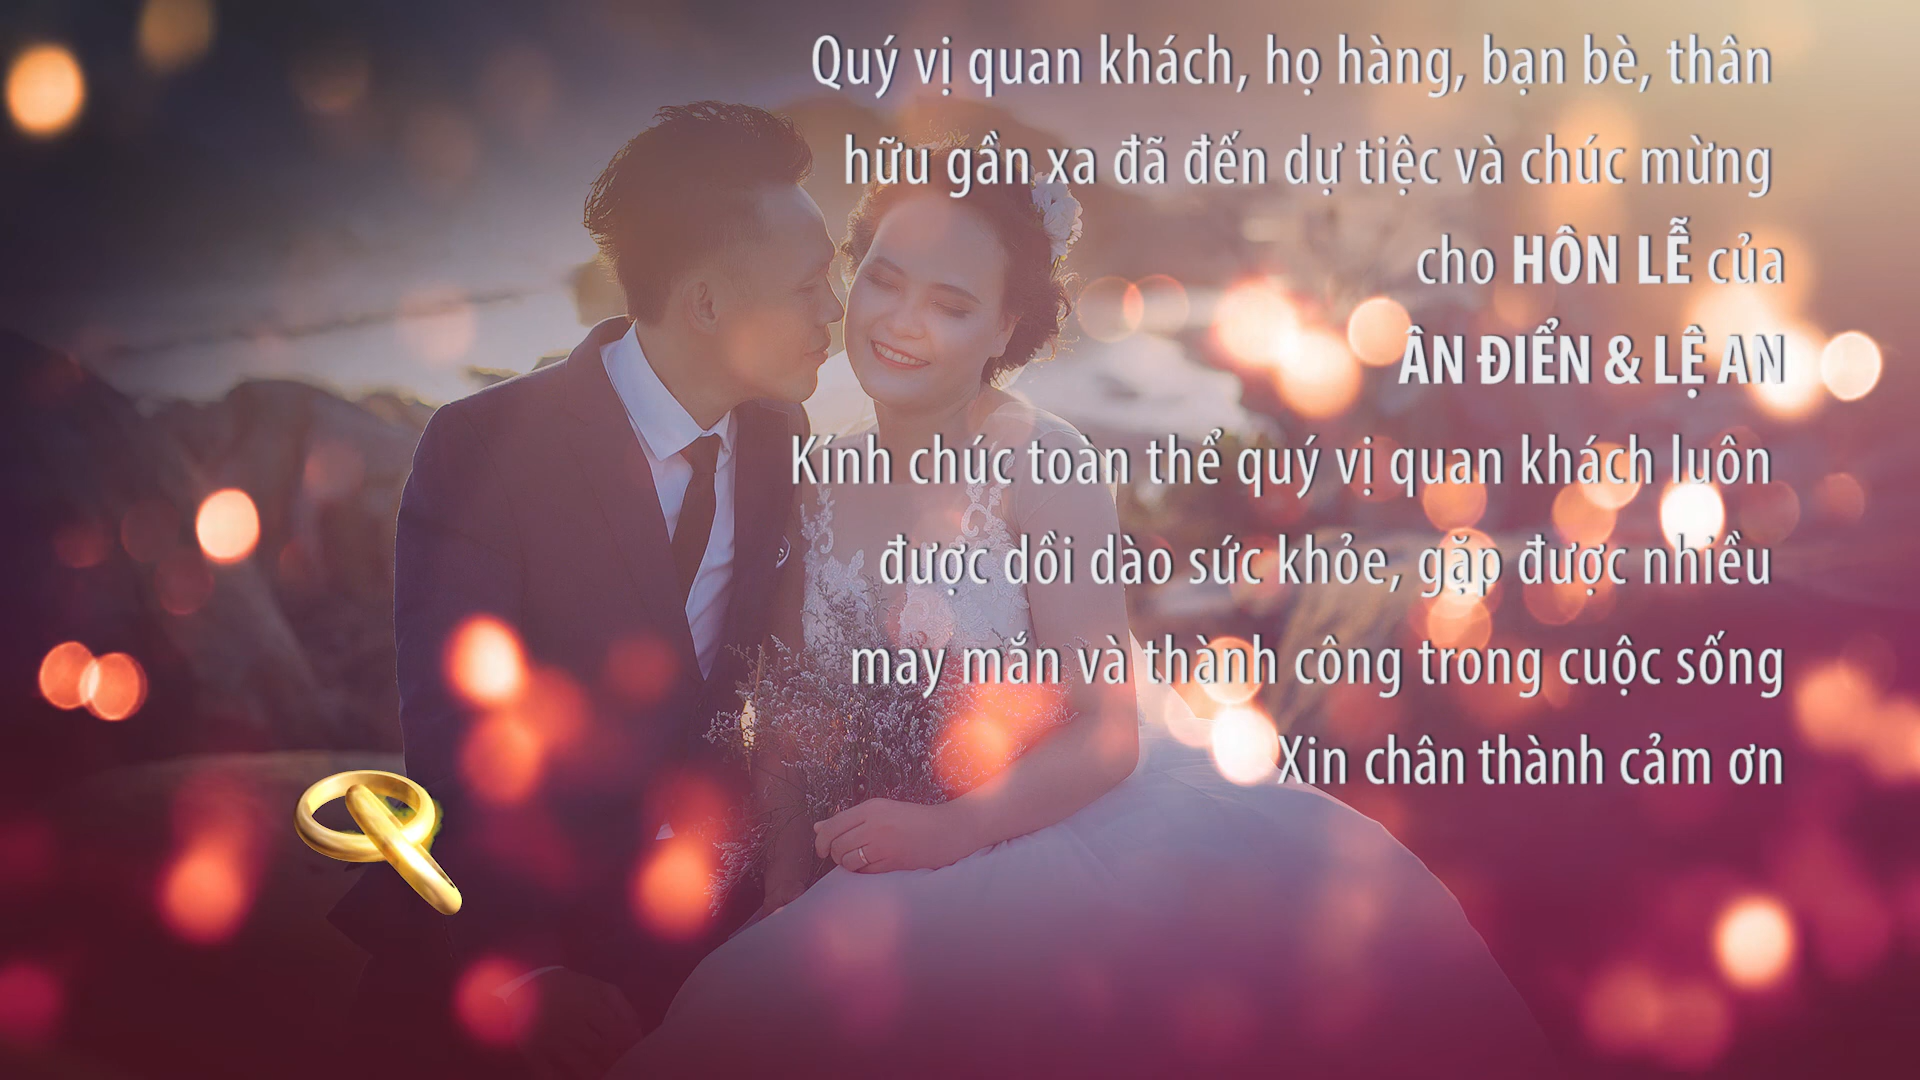 Quý vị quan khách, họ hàng, bạn bè, thân
hữu gần xa đã đến dự tiệc và chúc mừng
cho HÔN LỄ của
ÂN ĐIỂN & LỆ AN
Kính chúc toàn thể quý vị quan khách luôn
được dồi dào sức khỏe, gặp được nhiều
may mắn và thành công trong cuộc sống
Xin chân thành cảm ơn